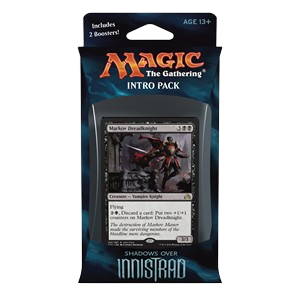 Includes
2 Boosters!
AGE 13+
MAGIC
The Gathering
INTRO PACK
Markov Dreadknight 3
Creature — Vampire Knight
Flying
2, Discard a card: Put two +1/+1
counters on Markov Dreadknight.
The destruction of Markov Manor
made the surviving members of the
bloodline more dangerous.
3/3
SHADOWS OVER
INNISTRAD